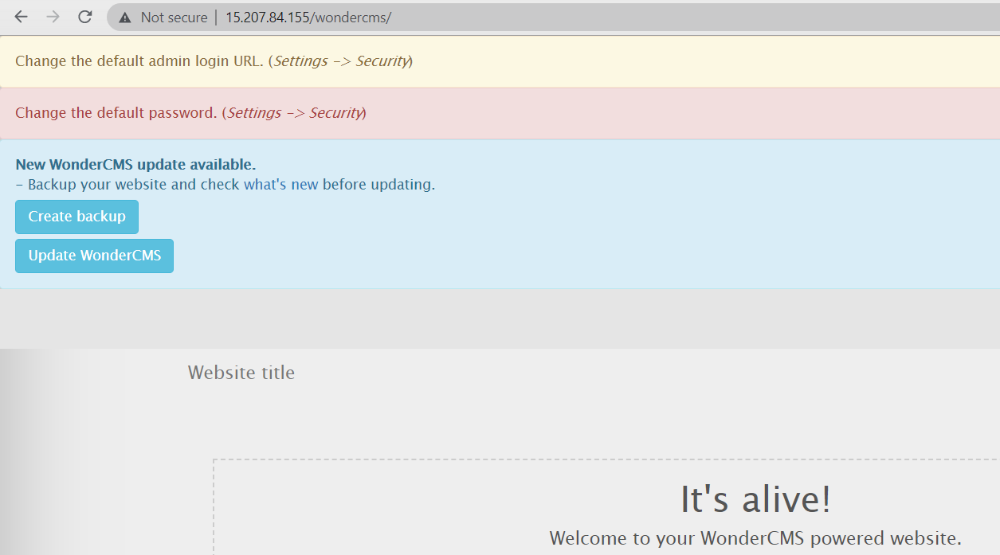 Not secure | 15.207.84.155/wondercms/
Change the default admin login URL. (Settings -> Security)
Change the default password. (Settings -> Security)
New WonderCMS update available.
- Backup your website and check what's new before updating.
Create backup
Update WonderCMS
Website title
It's alive!
Welcome to your WonderCMS powered website.